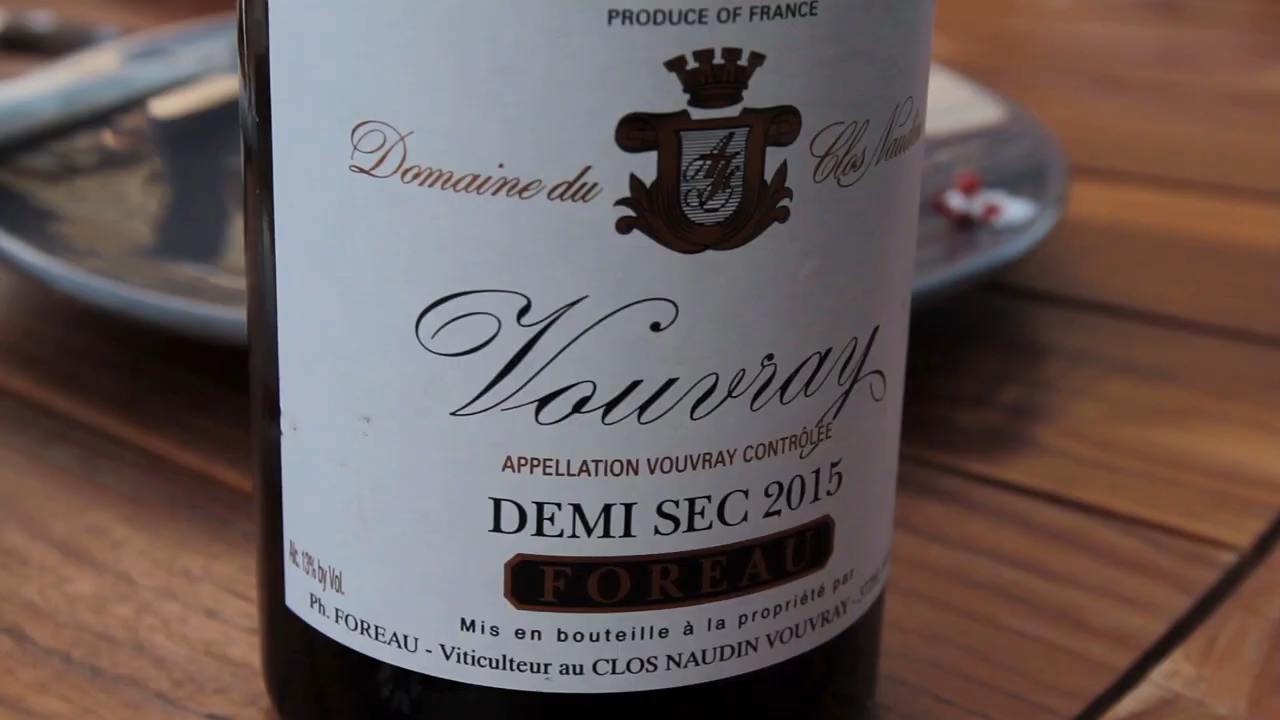 PRODUCE OF FRANCE
Domaine du Clos Naudin
Vouvray
APPELLATION VOUVRAY CONTRÔLÉE
DEMI SEC 2015
FOREAU
Alc. 13% by Vol.
Mis en bouteille à la propriété par
Ph. FOREAU - Viticulteur au CLOS NAUDIN VOUVRAY